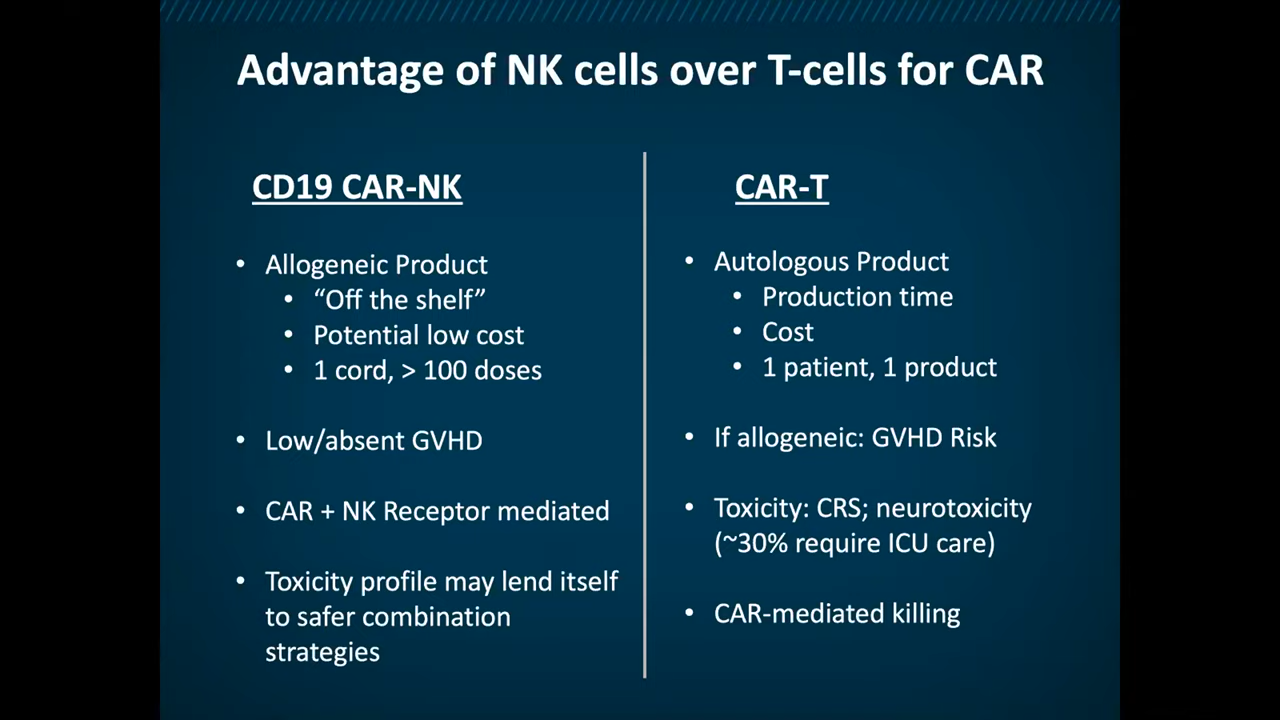 Advantage of NK cells over T-cells for CAR
CD19 CAR-NK
• Allogeneic Product
• “Off the shelf”
• Potential low cost
• 1 cord, > 100 doses
• Low/absent GVHD
• CAR + NK Receptor mediated
• Toxicity profile may lend itself
to safer combination
strategies
CAR-T
• Autologous Product
• Production time
• Cost
• 1 patient, 1 product
• If allogeneic: GVHD Risk
• Toxicity: CRS; neurotoxicity
(~30% require ICU care)
• CAR-mediated killing